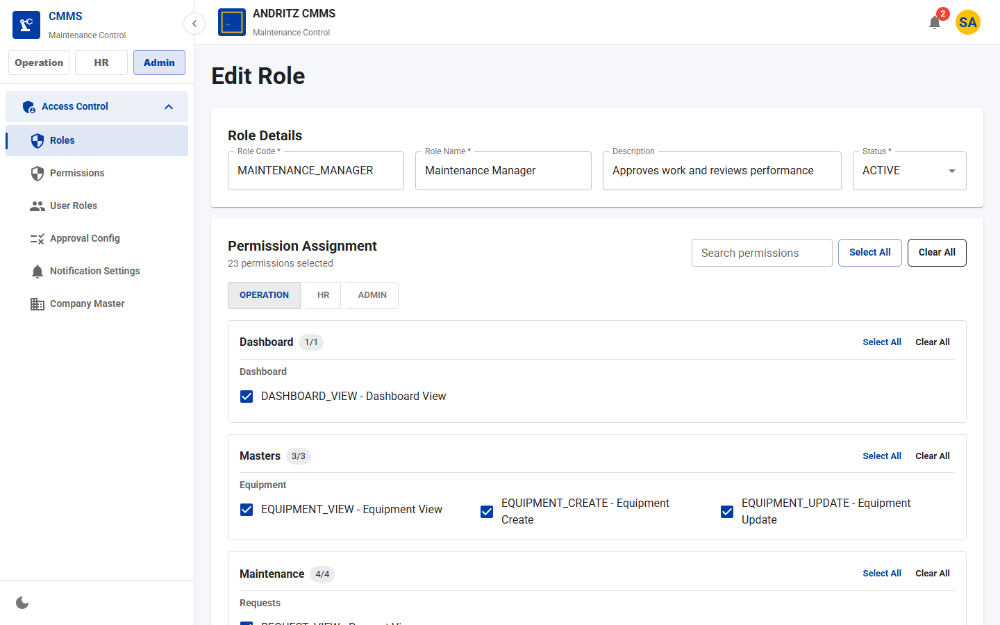 CMMS
Maintenance Control
Operation
HR
Admin
Access Control
Roles
Permissions
User Roles
Approval Config
Notification Settings
Company Master
ANDRITZ CMMS
Maintenance Control
2
SA
Edit Role
Role Details
Role Code *
MAINTENANCE_MANAGER
Role Name *
Maintenance Manager
Description
Approves work and reviews performance
Status *
ACTIVE
Permission Assignment
23 permissions selected
Search permissions
Select All
Clear All
OPERATION
HR
ADMIN
Dashboard 1/1
Select All
Clear All
Dashboard
DASHBOARD_VIEW - Dashboard View
Masters 3/3
Select All
Clear All
Equipment
EQUIPMENT_VIEW - Equipment View
EQUIPMENT_CREATE - Equipment
Create
EQUIPMENT_UPDATE - Equipment
Update
Maintenance 4/4
Select All
Clear All
Requests
REQUEST_VIEW - Request View